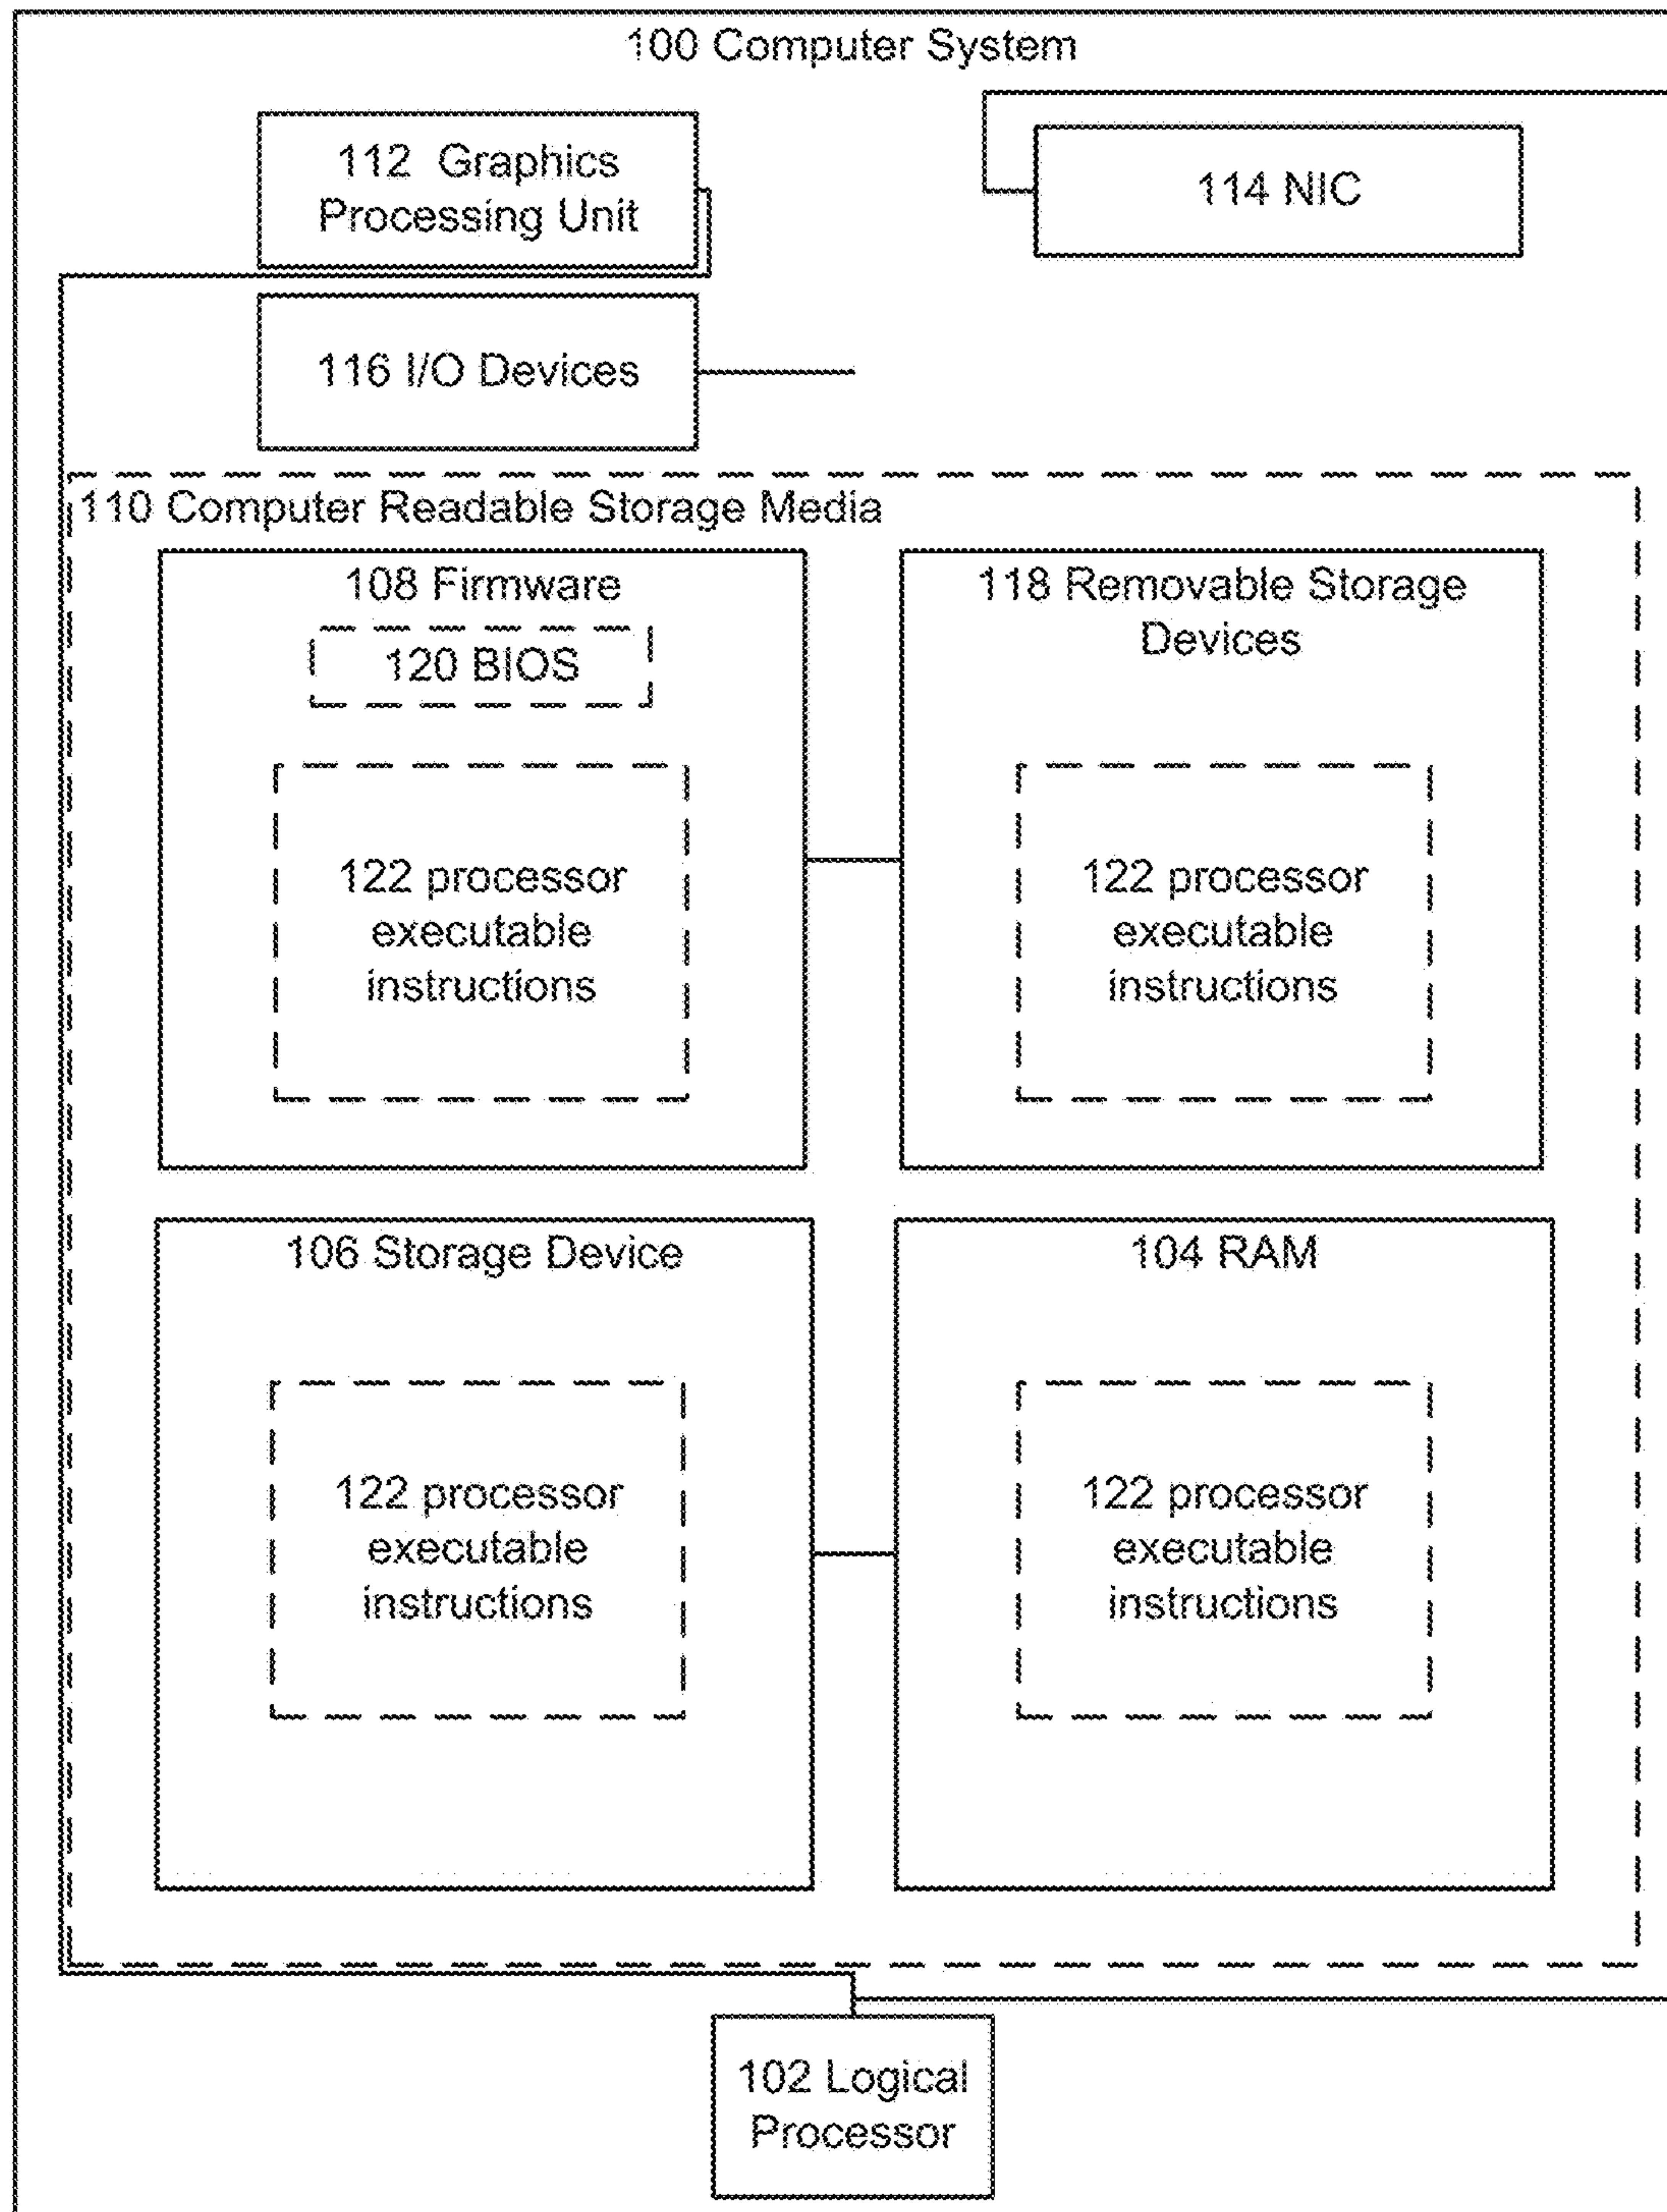 100 Computer System
112 Graphics
Processing Unit
114 NIC
116 I/O Devices
110 Computer Readable Storage Media
108 Firmware
120 BIOS
122 processor
executable
instructions
118 Removable Storage
Devices
122 processor
executable
instructions
106 Storage Device
122 processor
executable
instructions
104 RAM
122 processor
executable
instructions
102 Logical
Processor